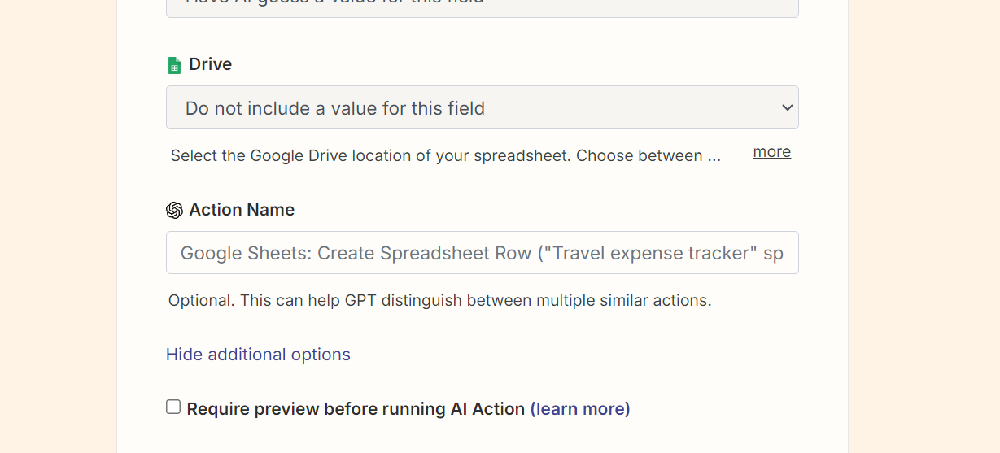 Have AI guess a value for this field
Drive
Do not include a value for this field
Select the Google Drive location of your spreadsheet. Choose between ...
more
Action Name
Google Sheets: Create Spreadsheet Row ("Travel expense tracker" sp
Optional. This can help GPT distinguish between multiple similar actions.
Hide additional options
Require preview before running AI Action (learn more)